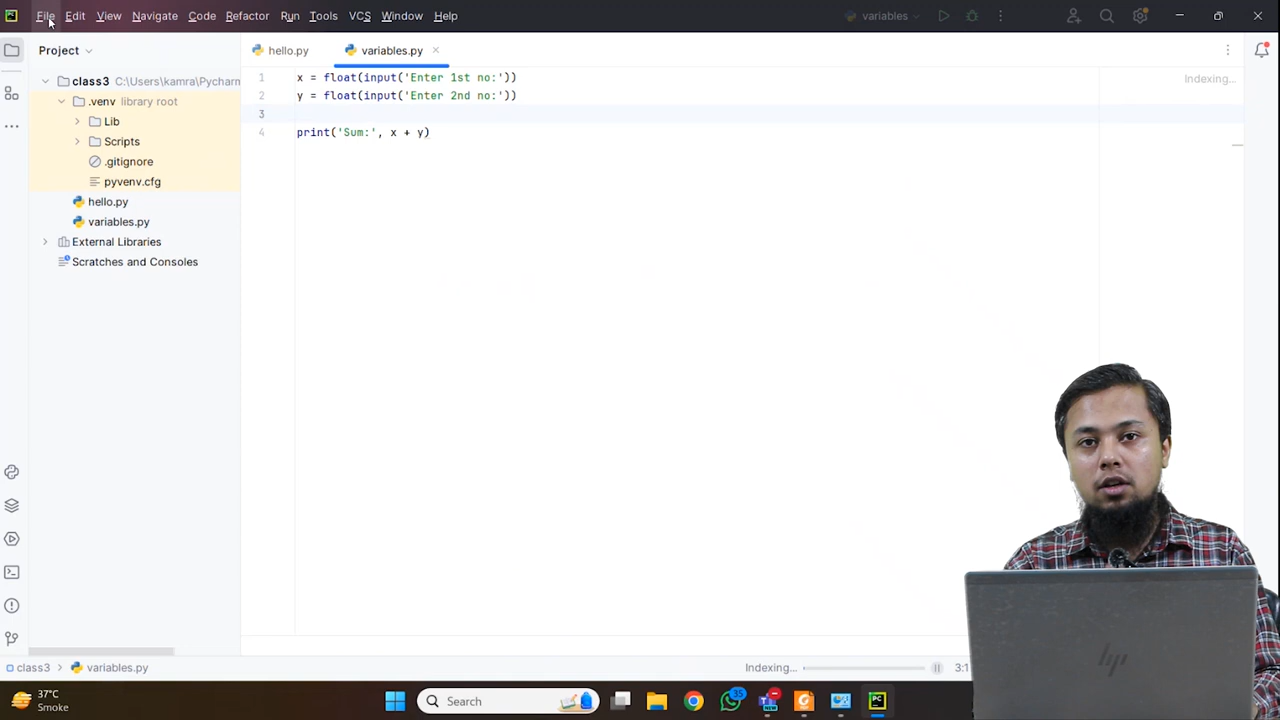 File Edit View Navigate Code Refactor Run Tools VCS Window Help variables
Project
hello.py variables.py
class3 C:\Users\kamra\Pycharm
.venv library root
Lib
Scripts
.gitignore
pyvenv.cfg
hello.py
variables.py
External Libraries
Scratches and Consoles
1 x = float(input('Enter 1st no:'))
2 y = float(input('Enter 2nd no:'))
3
4 print('Sum:', x + y)
Indexing...
class3 variables.py Indexing... 3:1
37°C
Smoke
Search
35
PC
hp